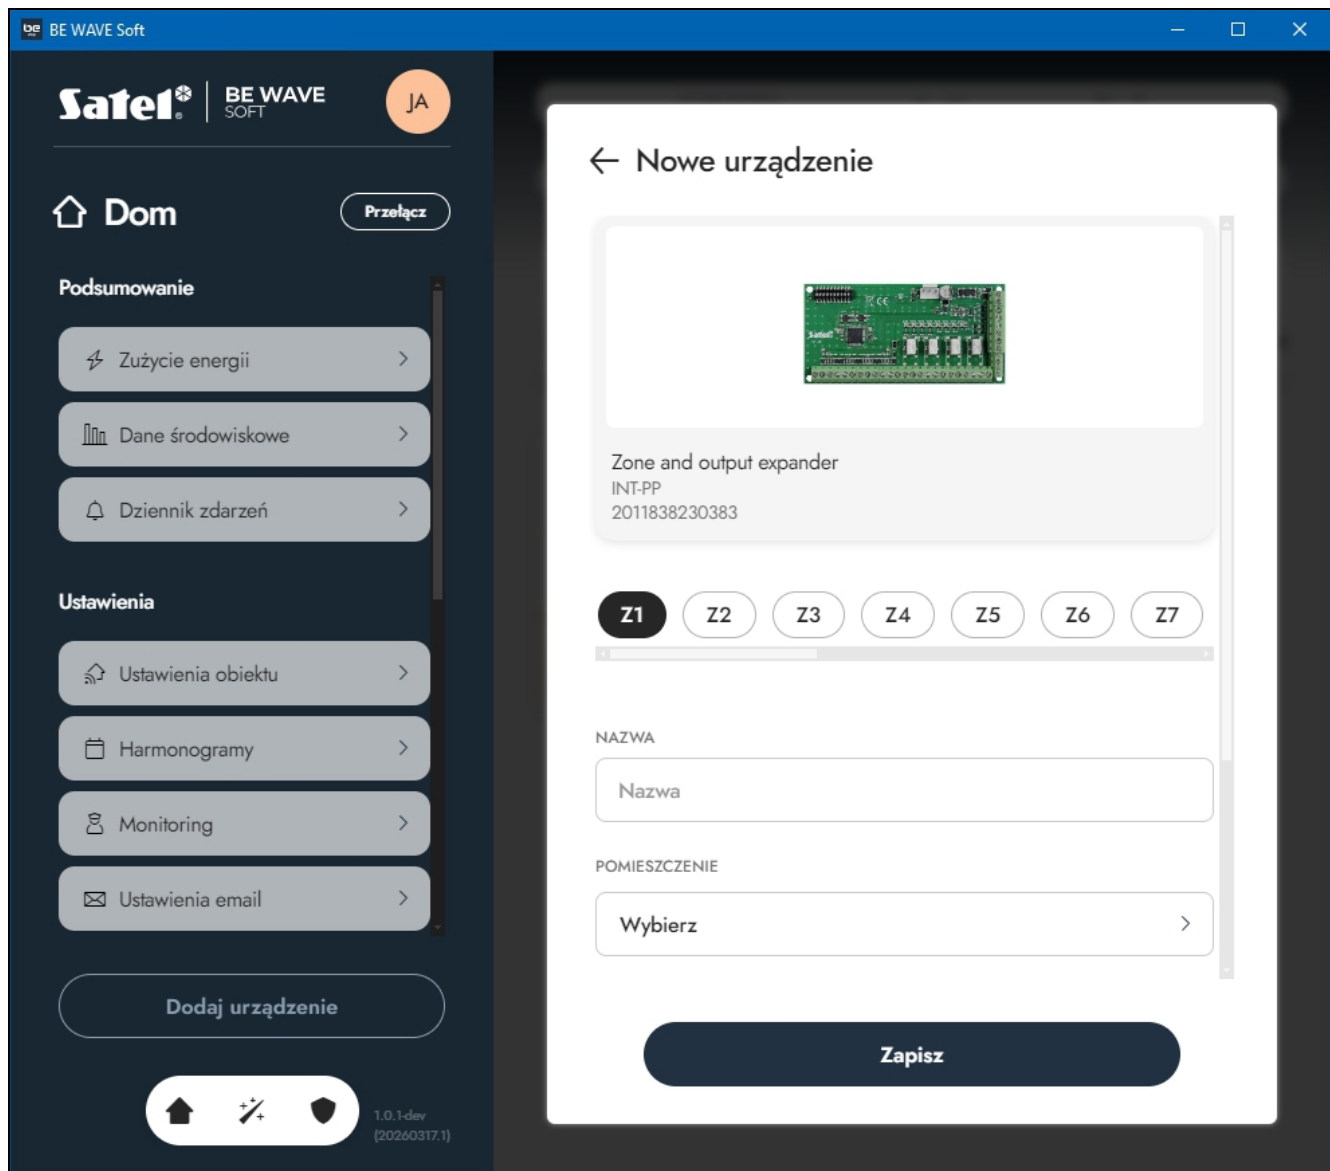 be BE WAVE Soft
Satel® BE WAVE
SOFT
JA
Dom
Przełącz
Podsumowanie
Zużycie energii
Dane środowiskowe
Dziennik zdarzeń
Ustawienia
Ustawienia obiektu
Harmonogramy
Monitoring
Ustawienia email
Dodaj urządzenie
1.0.1-dev
(20260317.1)
Nowe urządzenie
Satel
Zone and output expander
INT-PP
2011838230383
Z1 Z2 Z3 Z4 Z5 Z6 Z7
NAZWA
Nazwa
POMIESZCZENIE
Wybierz
Zapisz